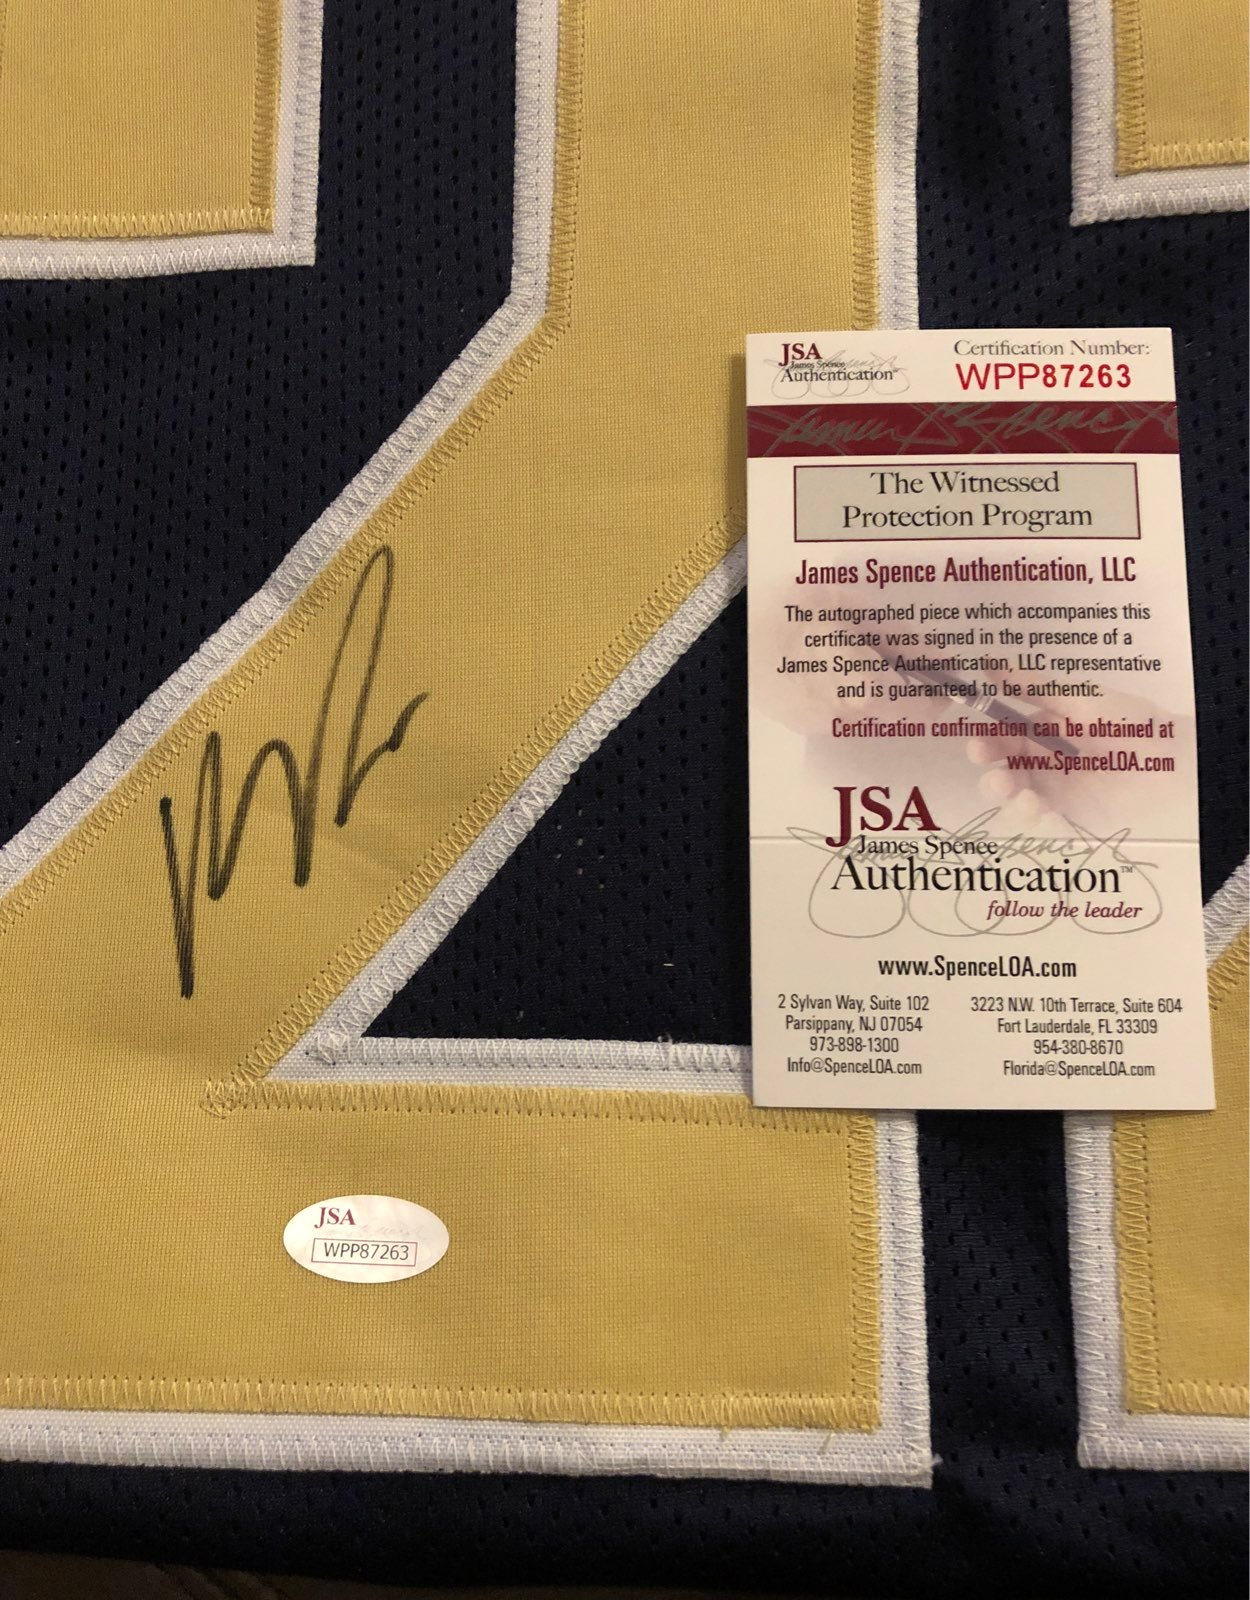 JSA
James Spence
Authentication™
Certification Number:
WPP87263
James Spence
The Witnessed
Protection Program
James Spence Authentication, LLC
The autographed piece which accompanies this
certificate was signed in the presence of a
James Spence Authentication, LLC representative
and is guaranteed to be authentic.
Certification confirmation can be obtained at
www.SpenceLOA.com
JSA
James Spence
Authentication™
follow the leader
www.SpenceLOA.com
2 Sylvan Way, Suite 102
Parsippany, NJ 07054
973-898-1300
Info@SpenceLOA.com
3223 N.W. 10th Terrace, Suite 604
Fort Lauderdale, FL 33309
954-380-8670
Florida@SpenceLOA.com
JSA
WPP87263